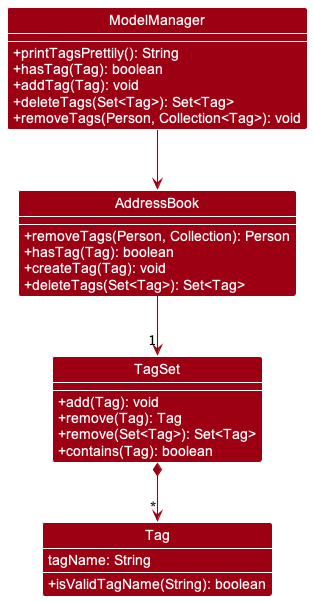 ModelManager
+printTagsPrettily(): String
+hasTag(Tag): boolean
+addTag(Tag): void
+deleteTags(Set<Tag>): Set<Tag>
+removeTags(Person, Collection<Tag>): void
AddressBook
+removeTags(Person, Collection): Person
+hasTag(Tag): boolean
+createTag(Tag): void
+deleteTags(Set<Tag>): Set<Tag>
1
TagSet
+add(Tag): void
+remove(Tag): Tag
+remove(Set<Tag>): Set<Tag>
+contains(Tag): boolean
*
Tag
tagName: String
+isValidTagName(String): boolean